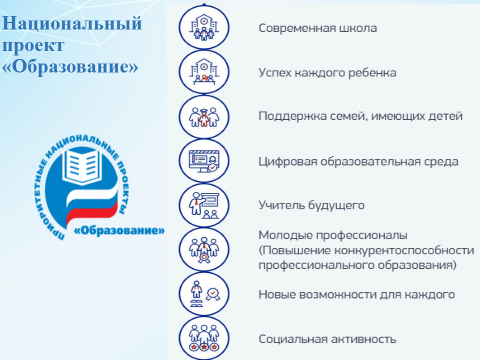 Национальный
проект
«Образование»
ПРИОРИТЕТНЫЕ НАЦИОНАЛЬНЫЕ ПРОЕКТЫ
«Образование»
Современная школа
Успех каждого ребенка
Поддержка семей, имеющих детей
Цифровая образовательная среда
Учитель будущего
Молодые профессионалы
(Повышение конкурентоспособности
профессионального образования)
Новые возможности для каждого
Социальная активность